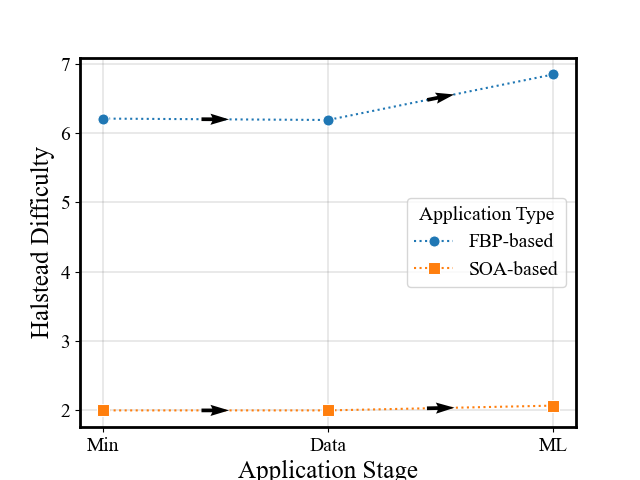 7
6
5
4
3
2
Halstead Difficulty
Application Type
FBP-based
SOA-based
Min Data ML
Application Stage